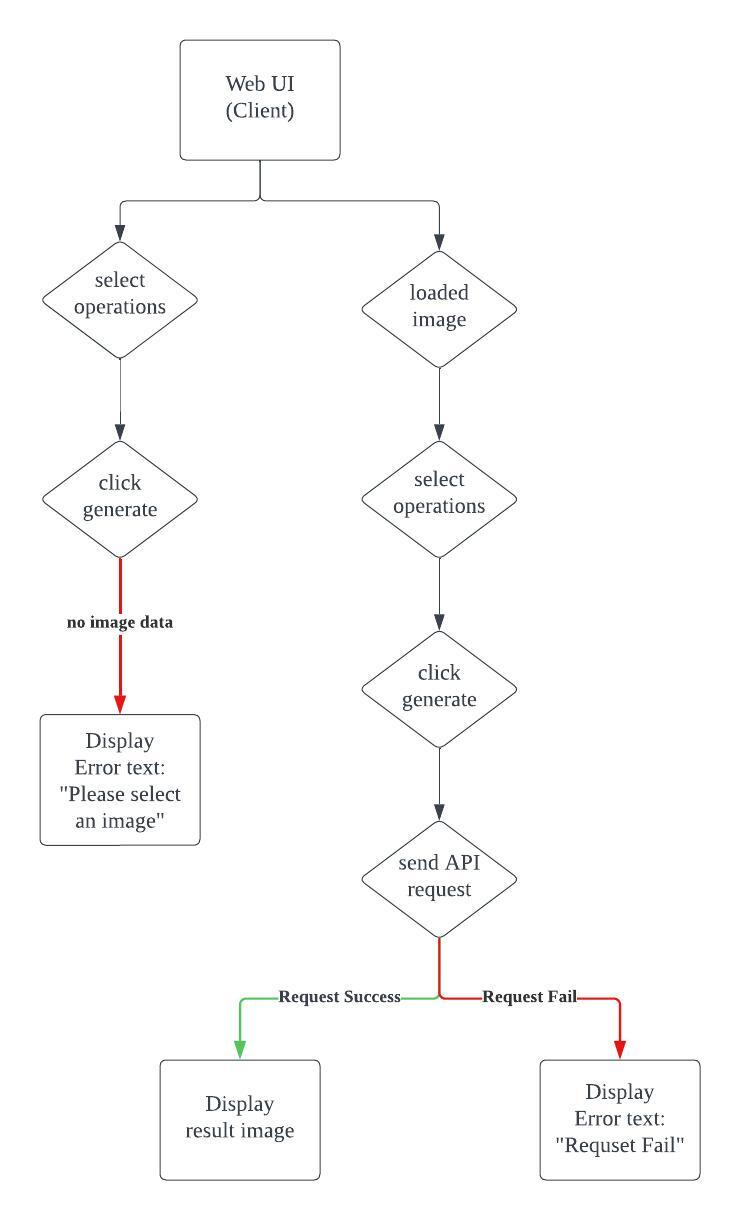 Web UI
(Client)
select
operations
loaded
image
click
generate
select
operations
no image data
click
generate
Display
Error text:
"Please select
an image"
send API
request
Request Success
Request Fail
Display
result image
Display
Error text:
"Requset Fail"